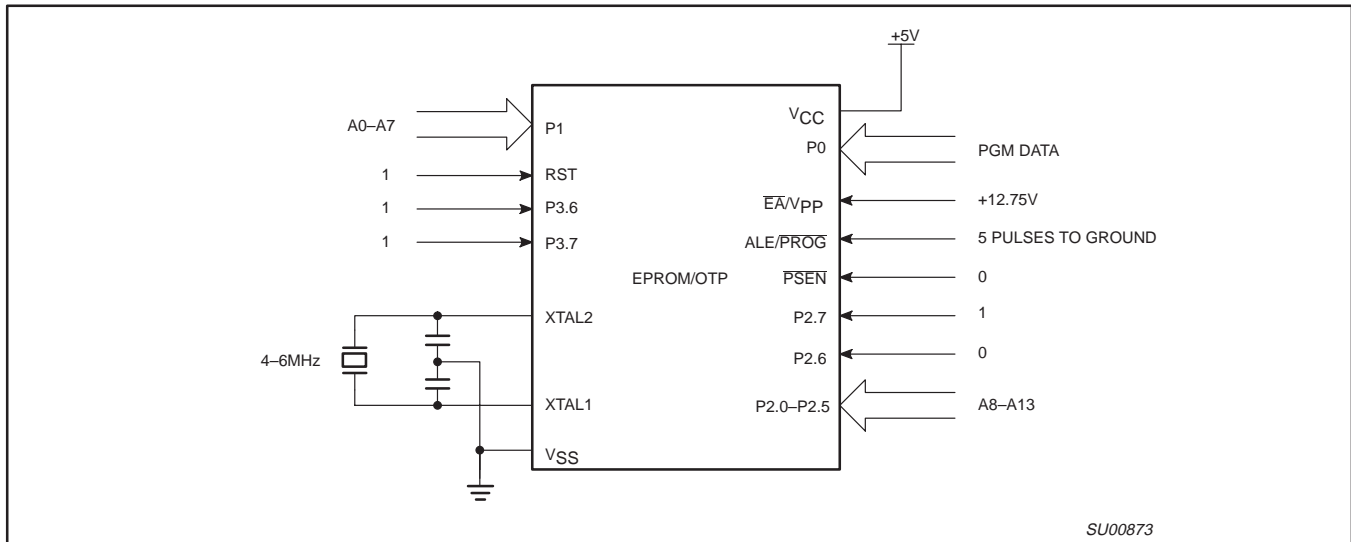 +5V
A0–A7
P1
VCC
P0
PGM DATA
1
RST
1
P3.6
EA/VPP
+12.75V
1
P3.7
ALE/PROG
5 PULSES TO GROUND
EPROM/OTP
PSEN
0
XTAL2
P2.7
1
4–6MHz
P2.6
0
XTAL1
P2.0–P2.5
A8–A13
VSS
SU00873